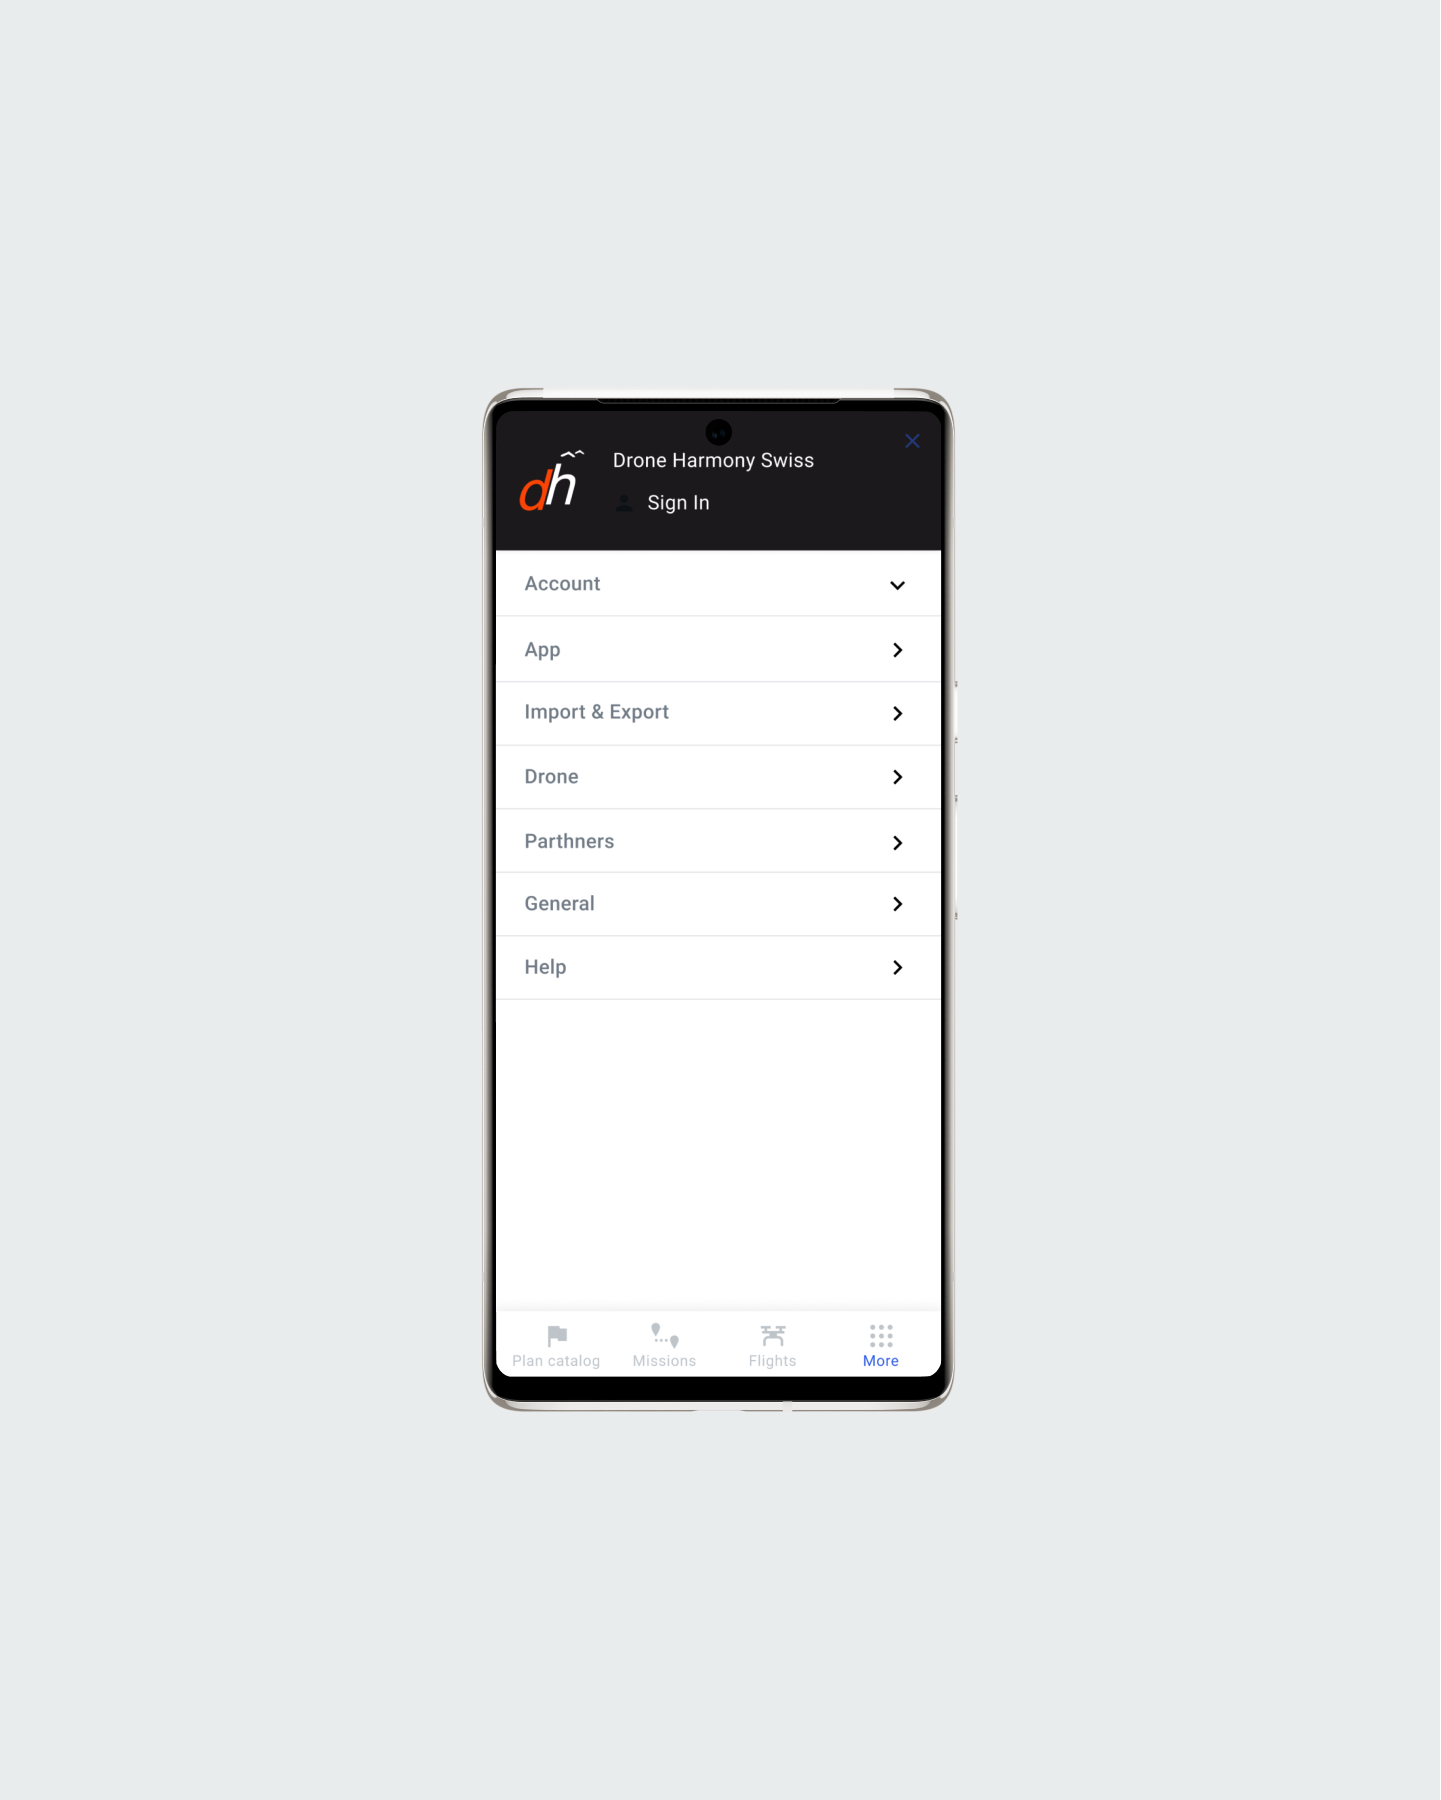 dh
Drone Harmony Swiss
Sign In
Account
App
Import & Export
Drone
Parthners
General
Help
Plan catalog
Missions
Flights
More